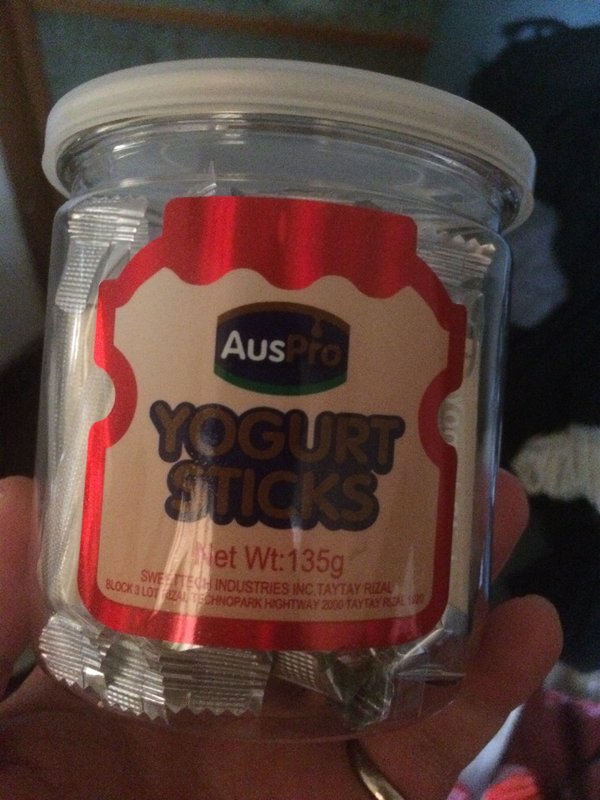 AusPro
YOGURT
STICKS
Net Wt:135g
SWEETTECH INDUSTRIES INC TAYTAY RIZAL
BLOCK 3 LOT RIZAL TECHNOPARK HIGHTWAY 2000 TAYTAY RIZAL 1920